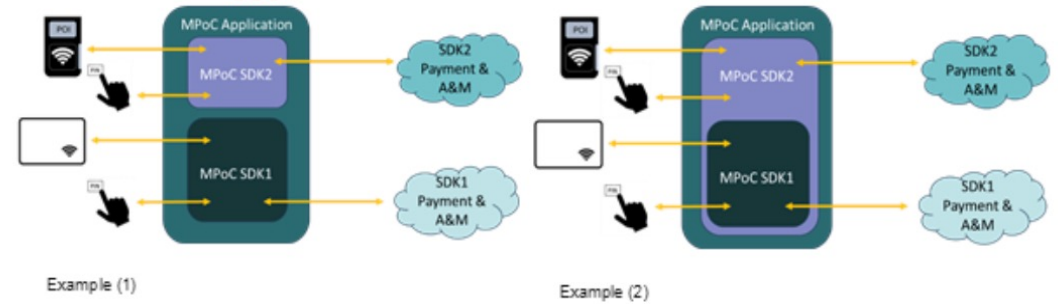 MPoC Application
POI
MPoC SDK2
PIN
SDK2
Payment &
A&M
MPoC SDK1
PIN
SDK1
Payment &
A&M
Example (1)
MPoC Application
POI
MPoC SDK2
PIN
SDK2
Payment &
A&M
MPoC SDK1
PIN
SDK1
Payment &
A&M
Example (2)